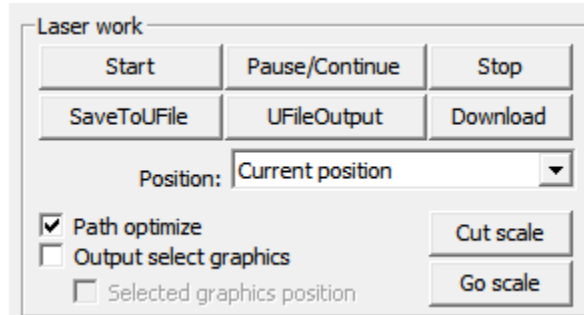 Laser work
Start Pause/Continue Stop
SaveToUFile UFileOutput Download
Position: Current position
Path optimize
Cut scale
Output select graphics
Go scale
Selected graphics position